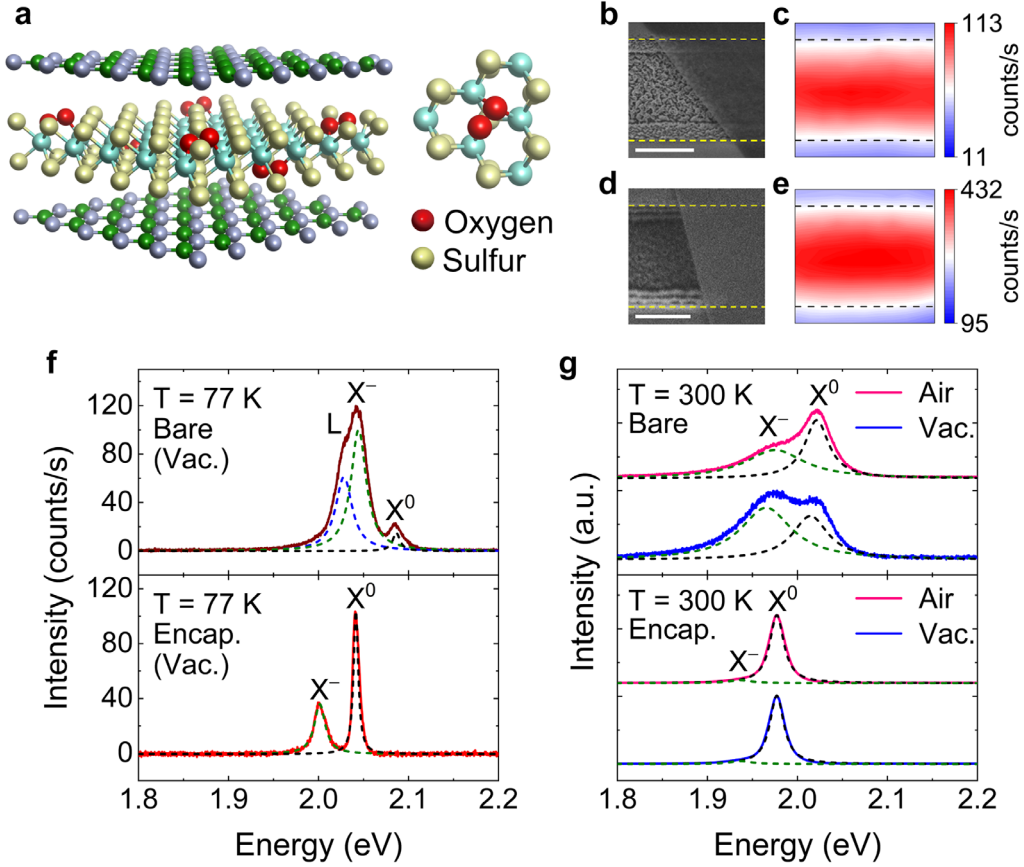 a
Oxygen
Sulfur
b
c
113
counts/s
11
d
e
432
counts/s
95
f
T = 77 K
Bare
(Vac.)
L
X⁻
X⁰
120
80
40
0
T = 77 K
Encap.
(Vac.)
X⁻
X⁰
120
80
40
0
Intensity (counts/s)
1.8 1.9 2.0 2.1 2.2
Energy (eV)
g
T = 300 K
Bare
X⁻
X⁰
Air
Vac.
T = 300 K
Encap.
X⁻
X⁰
Air
Vac.
Intensity (a.u.)
1.8 1.9 2.0 2.1 2.2
Energy (eV)